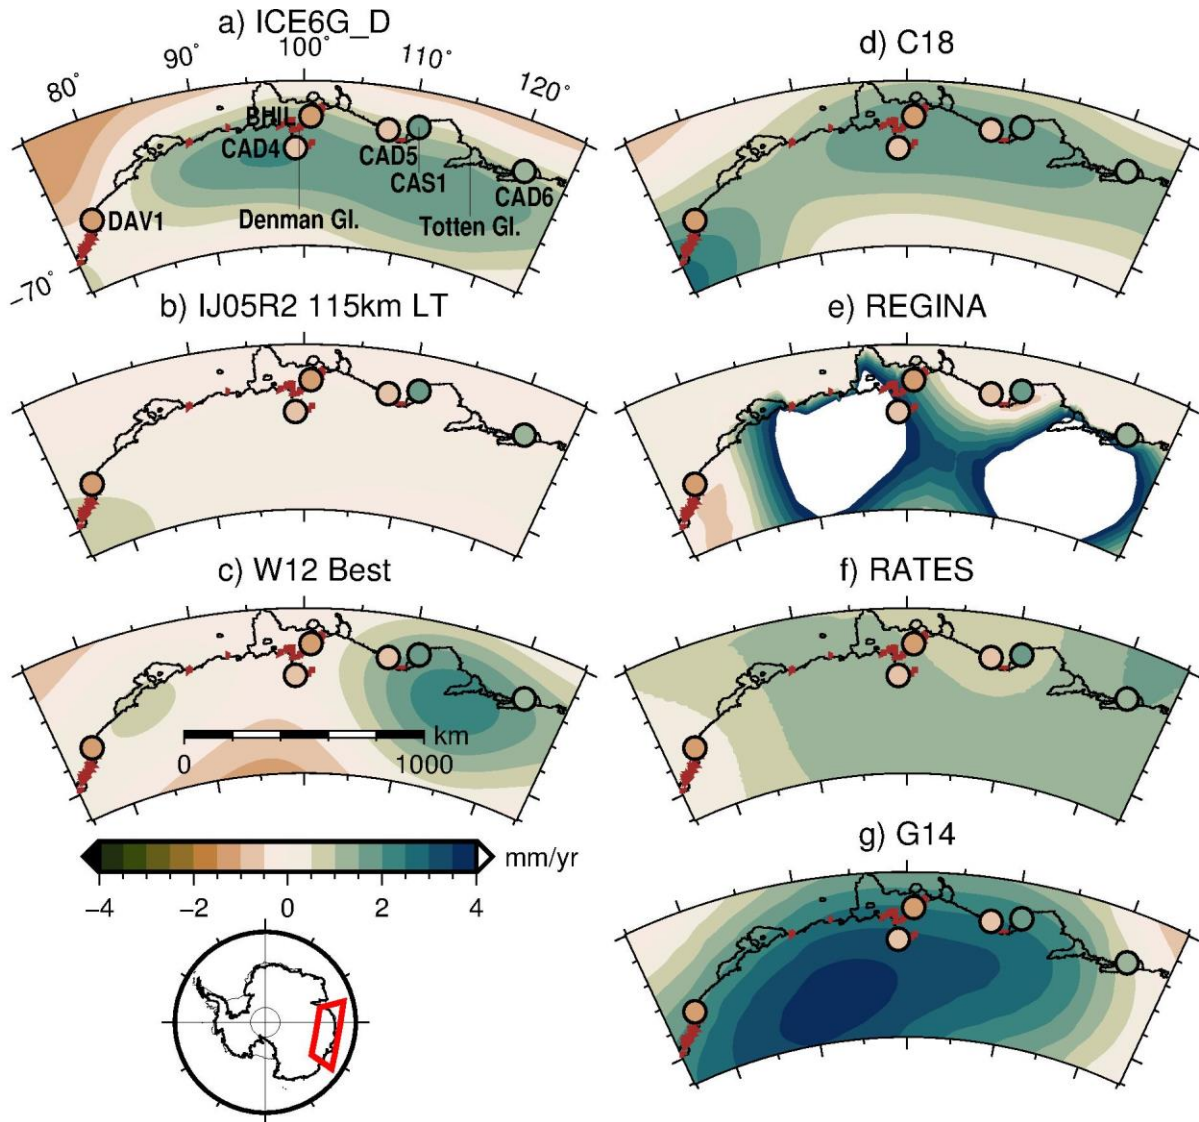 a) ICE6G_D
80° 90° 100° 110° 120°
BHIL
CAD4
CAD5
CAS1
CAD6
DAV1
Denman Gl.
Totten Gl.
−70°
d) C18
b) IJ05R2 115km LT
e) REGINA
c) W12 Best
km
0 1000
f) RATES
mm/yr
−4 −2 0 2 4
g) G14